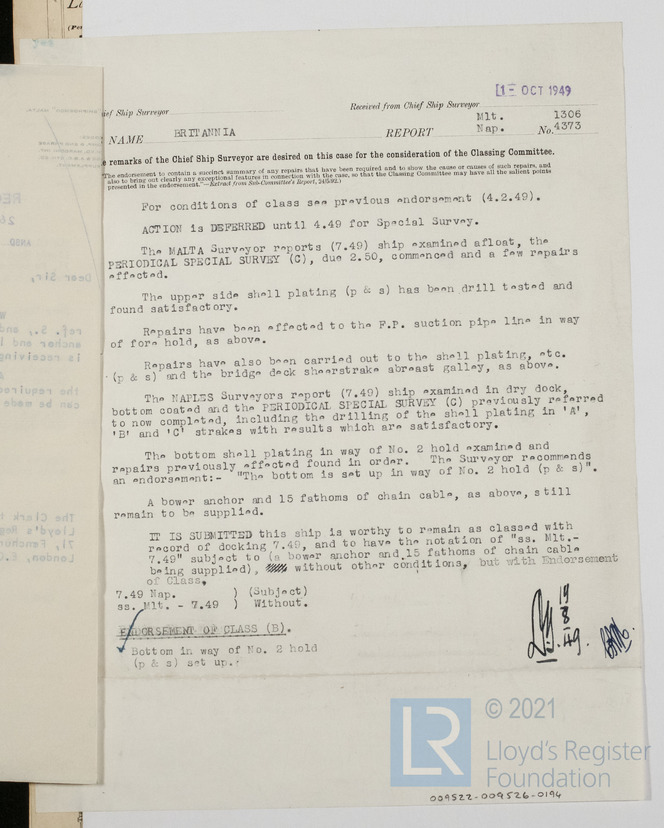 1- OCT 1949
ief Ship Surveyor
Received from Chief Ship Surveyor
Mlt. 1306
NAME BRITANNIA REPORT Nap. No. 4373
e remarks of the Chief Ship Surveyor are desired on this case for the consideration of the Classing Committee.
"The endorsement to contain a succinct summary of any repairs that have been required and to show the cause or causes of such repairs, and
also to bring out clearly any exceptional features in connection with the case, so that the Classing Committee may have all the salient points
presented in the endorsement."—Extract from Sub-Committee's Report, 24/5/92.)
For conditions of class see previous endorsement (4.2.49).
ACTION is DEFERRED until 4.49 for Special Survey.
The MALTA Surveyor reports (7.49) ship examined afloat, the
PERIODICAL SPECIAL SURVEY (C), due 2.50, commenced and a few repairs
effected.
The upper side shell plating (p & s) has been drill tested and
found satisfactory.
Repairs have been effected to the F.P. suction pipe line in way
of fore hold, as above.
Repairs have also been carried out to the shell plating, etc.
(p & s) and the bridge deck sheerstrake abreast galley, as above.
The NAPLES Surveyors report (7.49) ship examined in dry dock,
bottom coated and the PERIODICAL SPECIAL SURVEY (C) previously referred
to now completed, including the drilling of the shell plating in 'A',
'B' and 'C' strakes with results which are satisfactory.
The bottom shell plating in way of No. 2 hold examined and
repairs previously effected found in order. The Surveyor recommends
an endorsement:- "The bottom is set up in way of No. 2 hold (p & s)".
A bower anchor and 15 fathoms of chain cable, as above, still
remain to be supplied.
IT IS SUBMITTED this ship is worthy to remain as classed with
record of docking 7.49, and to have the notation of "ss. Mlt.-
7.49" subject to (a bower anchor and 15 fathoms of chain cable
being supplied), without other conditions, but with Endorsement
of Class.
7.49 Nap. ) (Subject)
ss. Mlt. - 7.49 ) Without.
ENDORSEMENT OF CLASS (B).
Bottom in way of No. 2 hold
(p & s) set up.
19
8
49.
© 2021
LR
Lloyd's Register
Foundation
009522-009526-0194
Dear Sir,
The Clerk
Lloyd's Reg
71, Fenchur
London, E.C